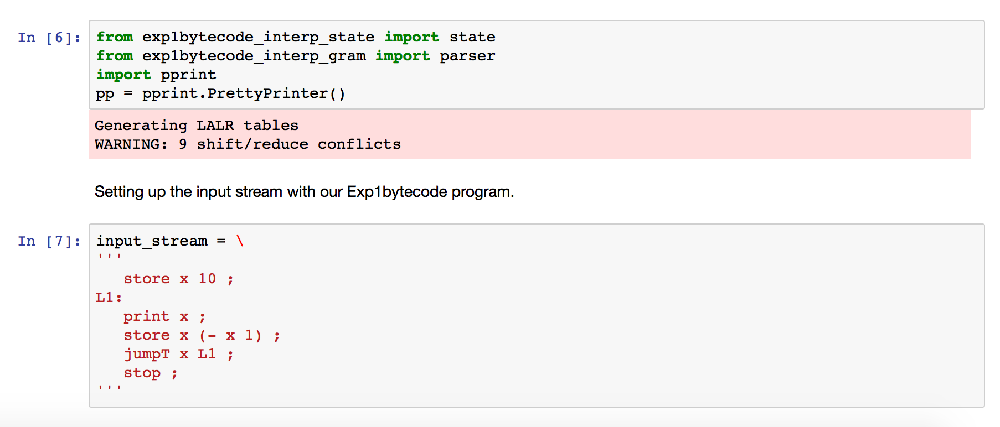 In [6]:
from exp1bytecode_interp_state import state
from exp1bytecode_interp_gram import parser
import pprint
pp = pprint.PrettyPrinter()
Generating LALR tables
WARNING: 9 shift/reduce conflicts
Setting up the input stream with our Exp1bytecode program.
In [7]:
input_stream = \
'''
   store x 10 ;
L1:
   print x ;
   store x (- x 1) ;
   jumpT x L1 ;
   stop ;
'''